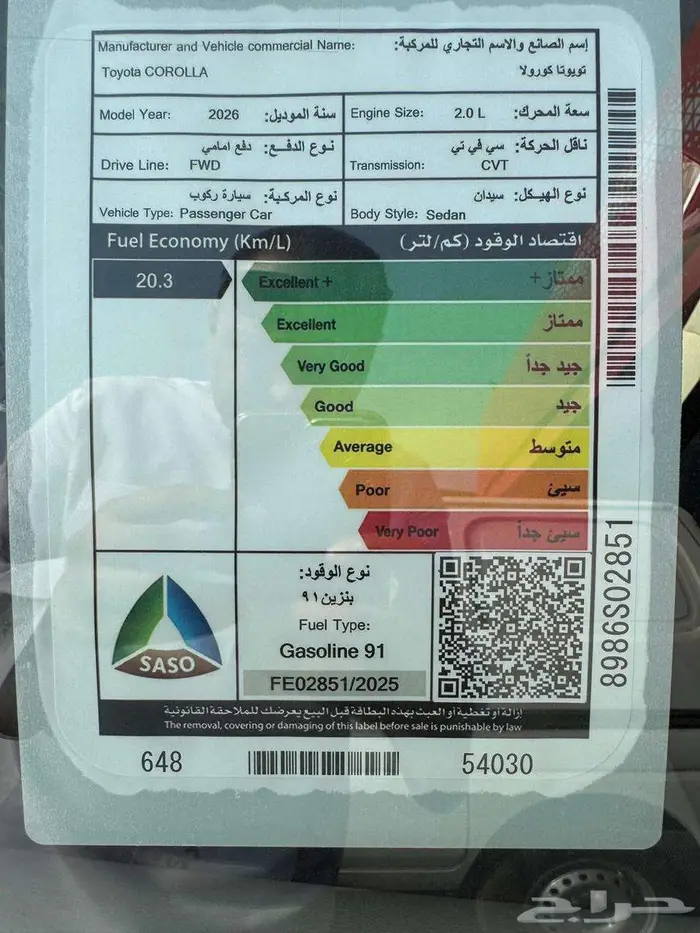 Manufacturer and Vehicle commercial Name: إسم الصانع والاسم التجاري للمركبة:
Toyota COROLLA تويوتا كورولا
Model Year: 2026 سنة الموديل: Engine Size: 2.0 L سعة المحرك:
نوع الدفع: دفع امامي ناقل الحركة: سي في تي
Drive Line: FWD Transmission: CVT
نوع المركبة: سيارة ركوب نوع الهيكل: سيدان
Vehicle Type: Passenger Car Body Style: Sedan
Fuel Economy (Km/L) اقتصاد الوقود (كم/لتر)
20.3 Excellent + ممتاز+
Excellent ممتاز
Very Good جيد جداً
Good جيد
Average متوسط
Poor سيئ
Very Poor سيئ جداً
نوع الوقود:
بنزين ٩١
Fuel Type:
Gasoline 91
FE02851/2025
SASO
8986S02851
إزالة أو تغطية أو العبث بهذه البطاقة قبل البيع يعرضك للملاحقة القانونية
The removal, covering or damaging of this label before sale is punishable by law
648 54030
حراج